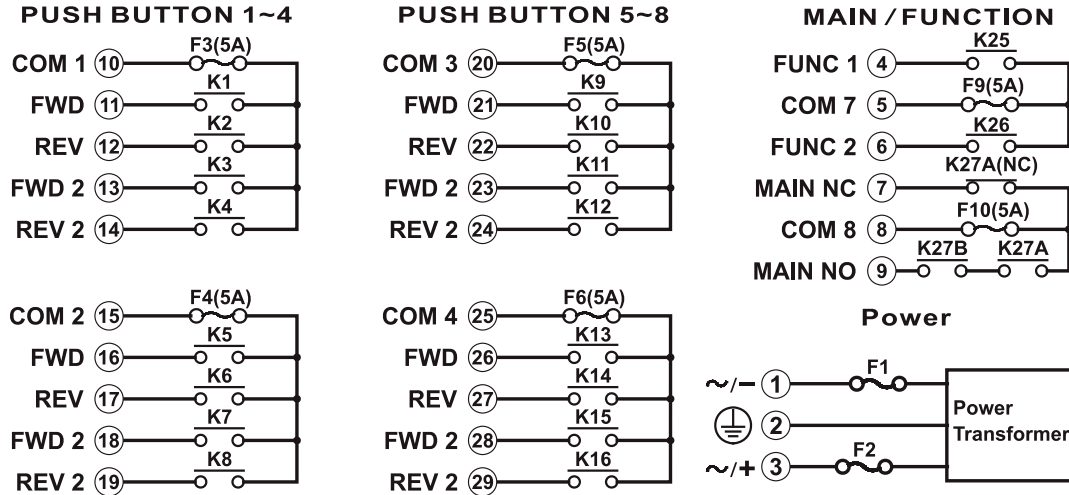 PUSH BUTTON 1~4
F3(5A)
COM 1 10
K1
FWD 11
K2
REV 12
K3
FWD 2 13
K4
REV 2 14
F4(5A)
COM 2 15
K5
FWD 16
K6
REV 17
K7
FWD 2 18
K8
REV 2 19
PUSH BUTTON 5~8
F5(5A)
COM 3 20
K9
FWD 21
K10
REV 22
K11
FWD 2 23
K12
REV 2 24
F6(5A)
COM 4 25
K13
FWD 26
K14
REV 27
K15
FWD 2 28
K16
REV 2 29
MAIN / FUNCTION
K25
FUNC 1 4
F9(5A)
COM 7 5
K26
FUNC 2 6
K27A(NC)
MAIN NC 7
F10(5A)
COM 8 8
K27B K27A
MAIN NO 9
Power
F1
~/- 1
2
F2
~/+ 3
Power
Transformer